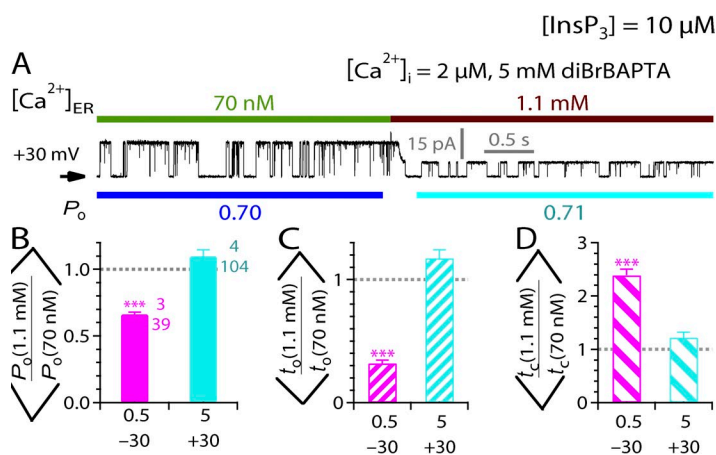 [InsP3] = 10 µM
A
[Ca2+]i = 2 µM, 5 mM diBrBAPTA
[Ca2+]ER
70 nM
1.1 mM
+30 mV
15 pA
0.5 s
Po
0.70
0.71
B
Po(1.1 mM)
Po(70 nM)
1.0
0.5
0.0
***
3
39
4
104
0.5
5
–30
+30
C
to(1.1 mM)
to(70 nM)
1
0
***
0.5
5
–30
+30
D
tc(1.1 mM)
tc(70 nM)
3
2
1
0
***
0.5
5
–30
+30